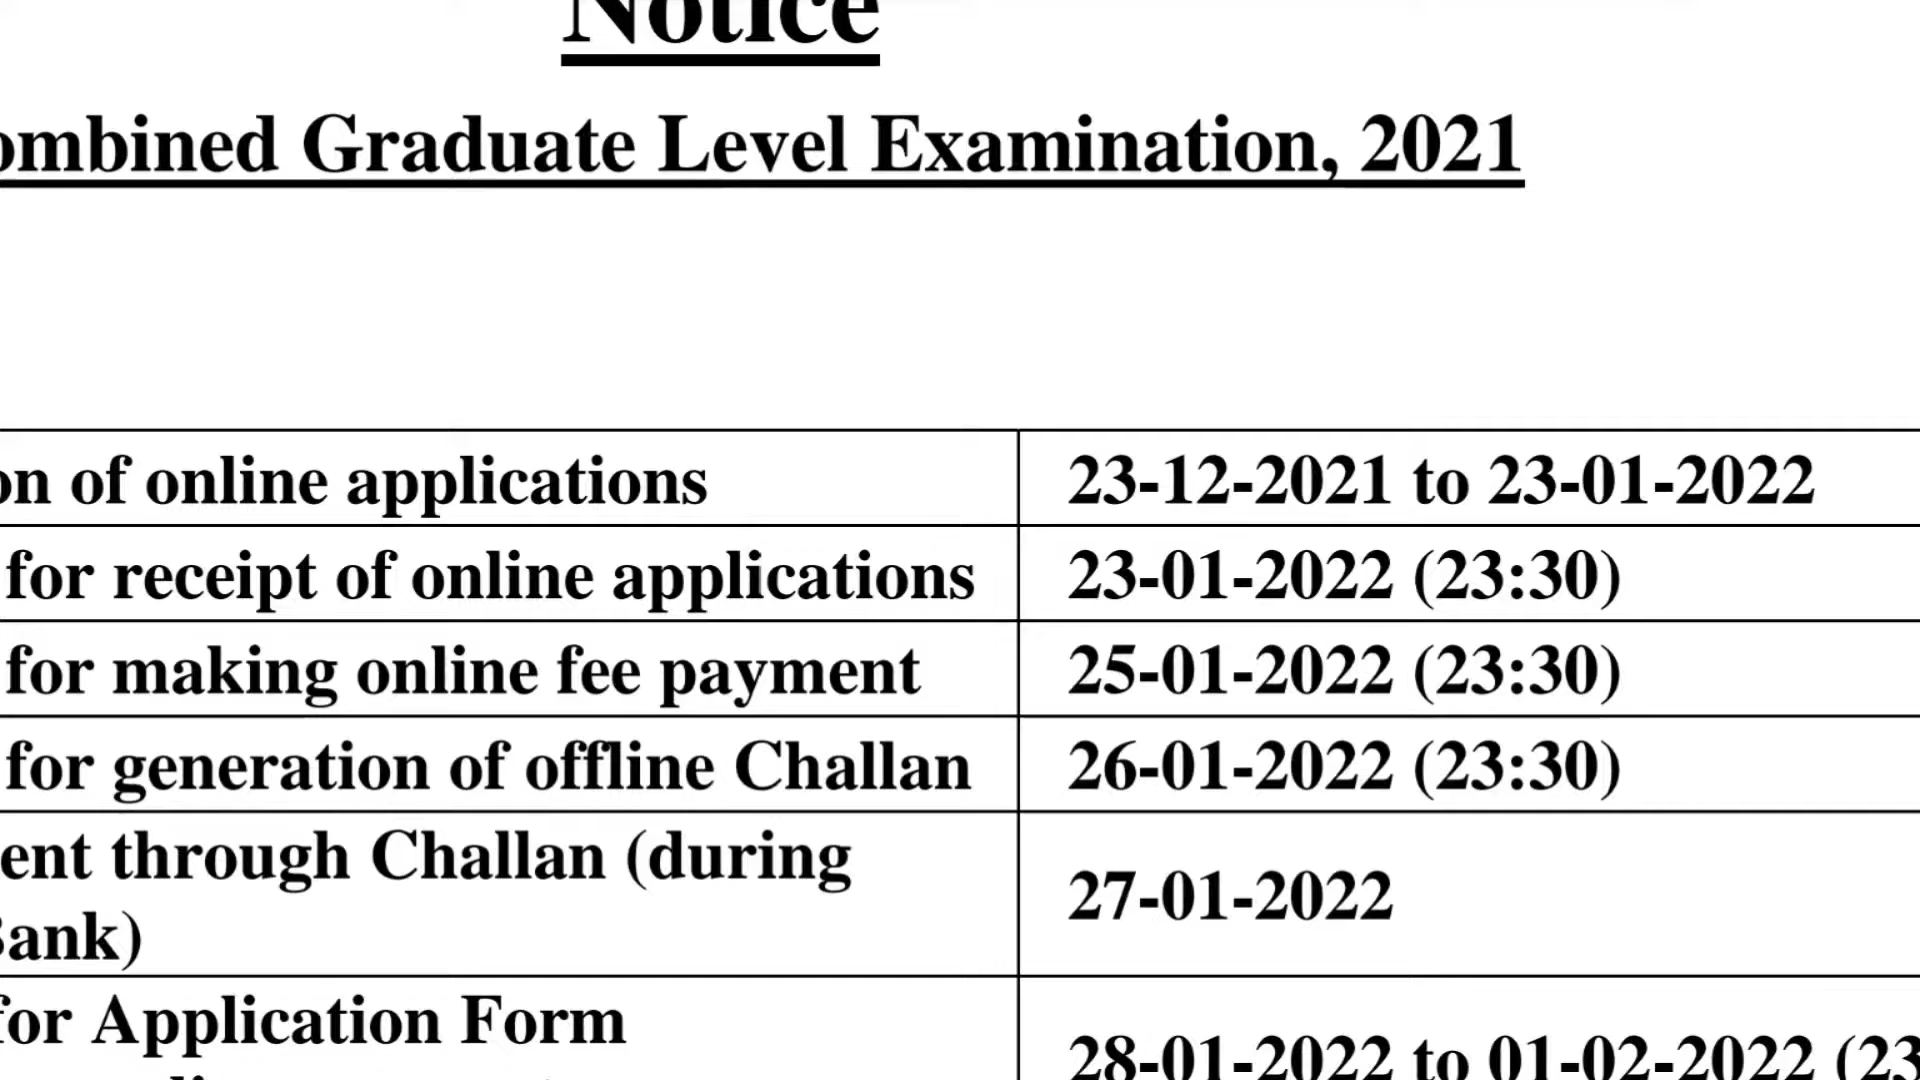 Notice
ombined Graduate Level Examination, 2021
on of online applications 23-12-2021 to 23-01-2022
for receipt of online applications 23-01-2022 (23:30)
for making online fee payment 25-01-2022 (23:30)
for generation of offline Challan 26-01-2022 (23:30)
ent through Challan (during
Bank) 27-01-2022
for Application Form
28-01-2022 to 01-02-2022 (23